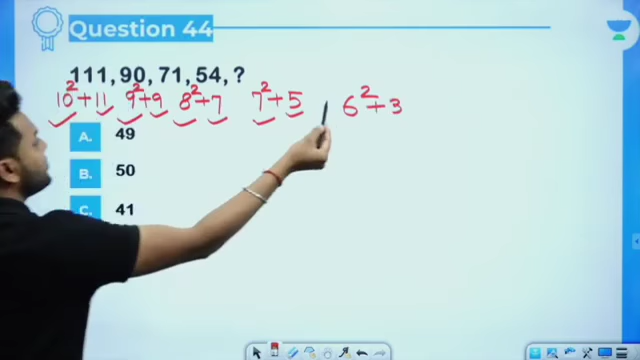 Question 44
111, 90, 71, 54, ?
10²+11 9²+9 8²+7 7²+5 6²+3
A. 49
B. 50
C. 41